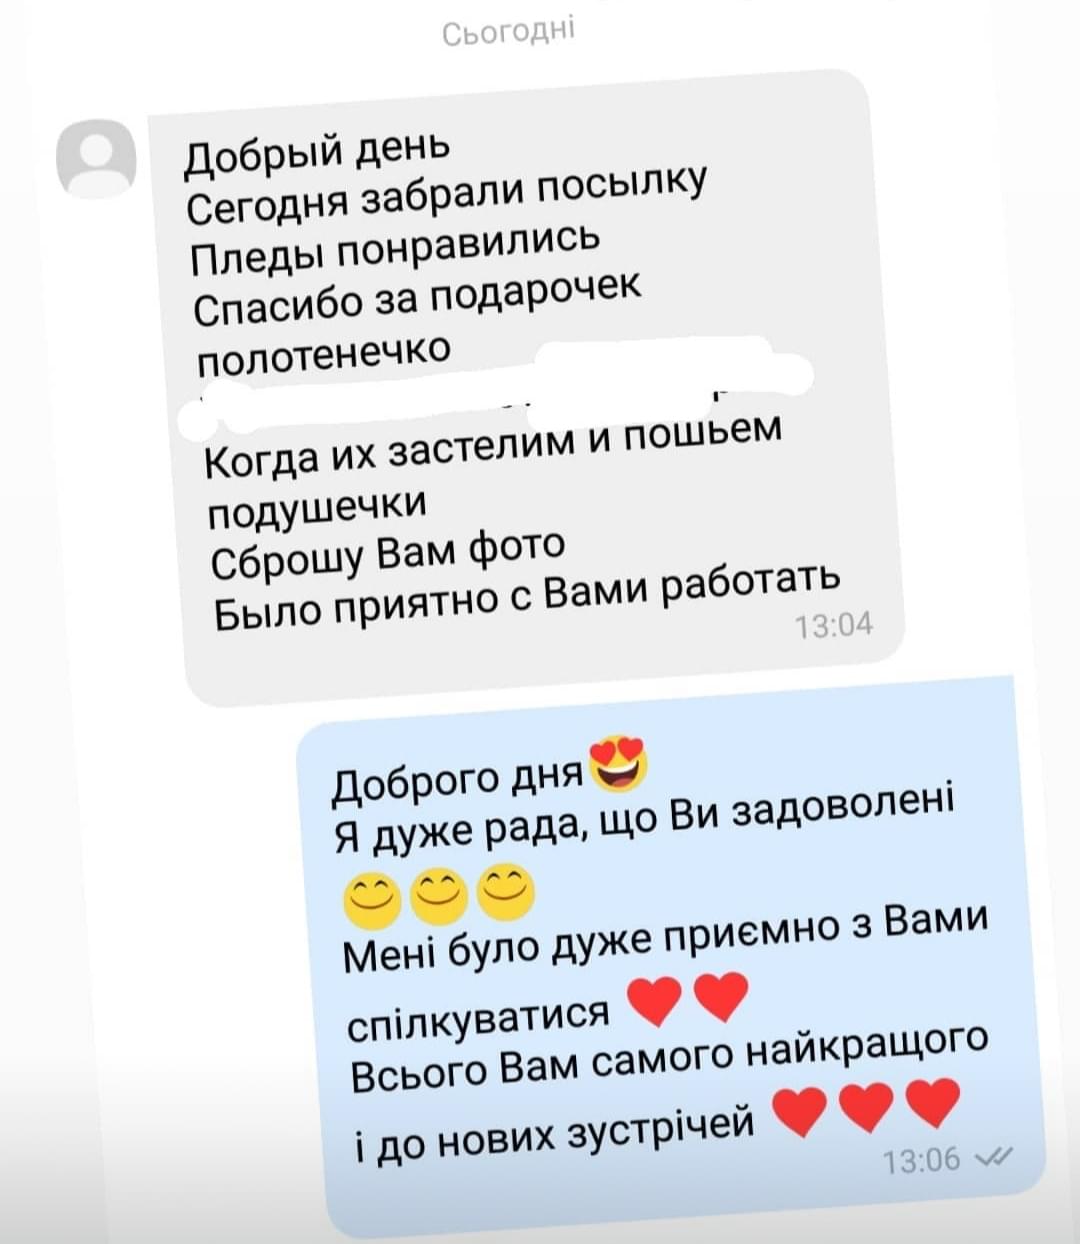 Сьогодні
Добрый день
Сегодня забрали посылку
Пледы понравились
Спасибо за подарочек
полотенечко
Когда их застелим и пошьем
подушечки
Сброшу Вам фото
Было приятно с Вами работать
13:04
Доброго дня😍
Я дуже рада, що Ви задоволені
😊😊😊
Мені було дуже приємно з Вами
спілкуватися ❤️❤️
Всього Вам самого найкращого
і до нових зустрічей ❤️❤️❤️
13:06